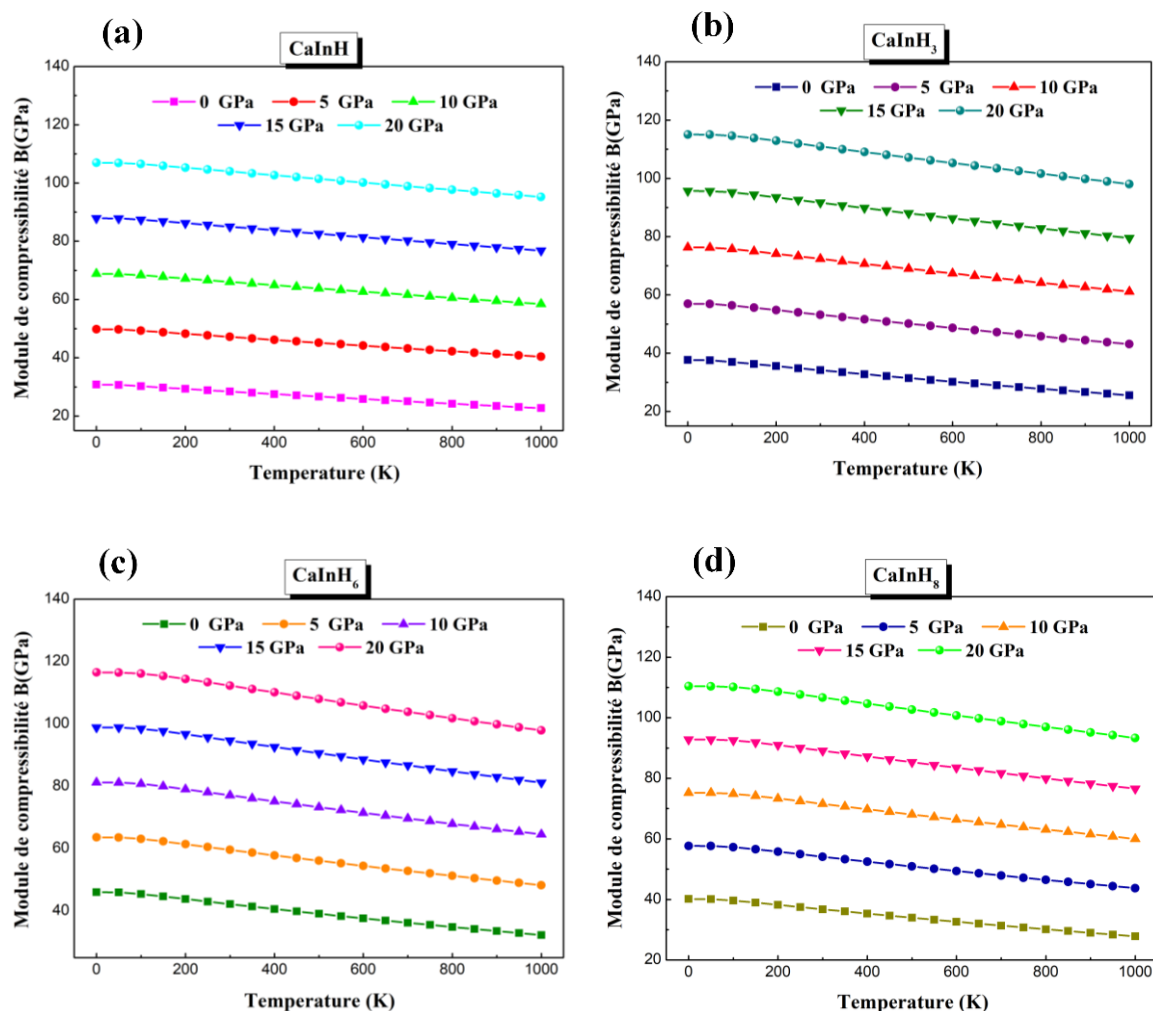 (a)
CaInH
0 GPa 5 GPa 10 GPa
15 GPa 20 GPa
Module de compressibilité B(GPa)
140
120
100
80
60
40
20
0 200 400 600 800 1000
Temperature (K)
(b)
CaInH₃
0 GPa 5 GPa 10 GPa
15 GPa 20 GPa
Module de compressibilité B(GPa)
140
120
100
80
60
40
20
0 200 400 600 800 1000
Temperature (K)
(c)
CaInH₆
0 GPa 5 GPa 10 GPa
15 GPa 20 GPa
Module de compressibilité B(GPa)
140
120
100
80
60
40
0 200 400 600 800 1000
Temperature (K)
(d)
CaInH₈
0 GPa 5 GPa 10 GPa
15 GPa 20 GPa
Module de compressibilité B(GPa)
140
120
100
80
60
40
20
0 200 400 600 800 1000
Temperature (K)